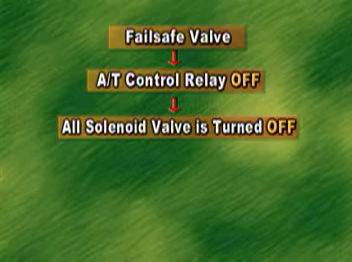 Failsafe Valve
A/T Control Relay OFF
All Solenoid Valve is Turned OFF